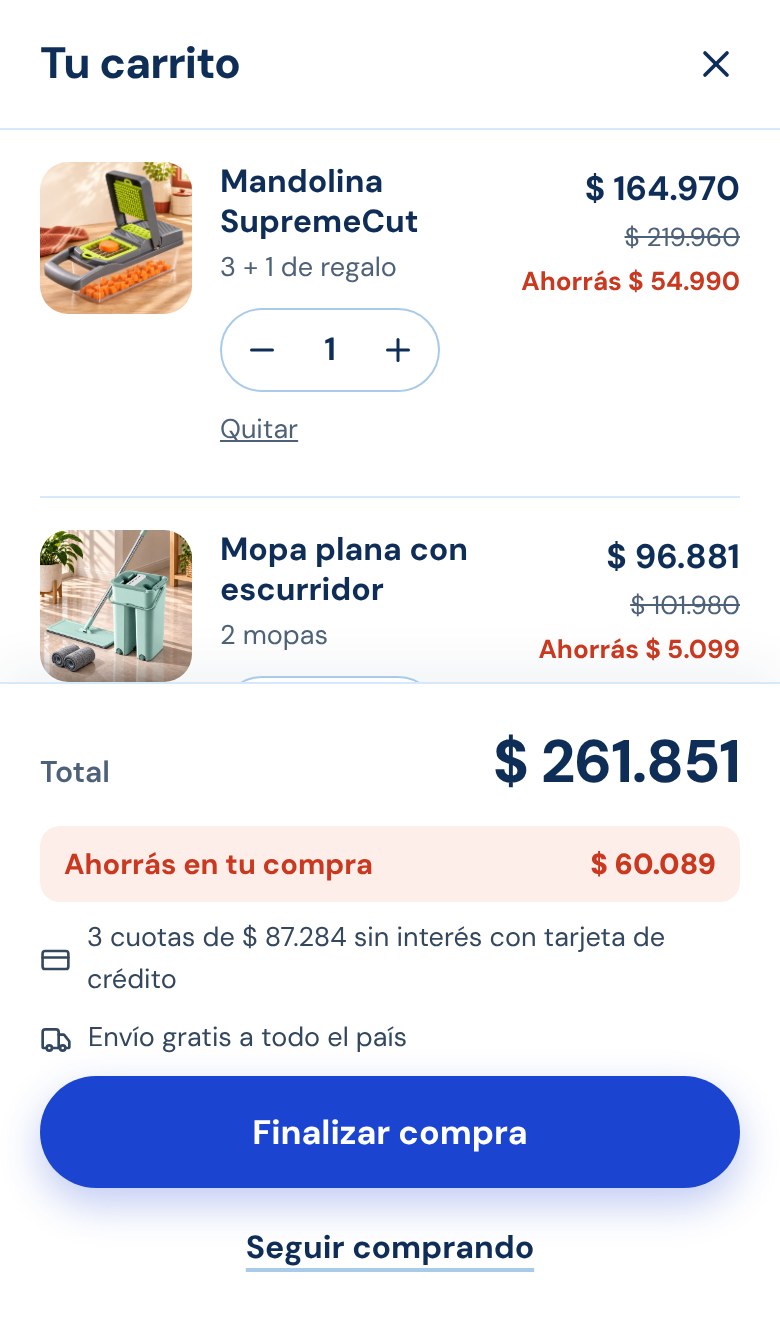 Tu carrito
Mandolina
SupremeCut
3 + 1 de regalo
$ 164.970
$ 219.960
Ahorrás $ 54.990
1
Quitar
Mopa plana con
escurridor
2 mopas
$ 96.881
$ 101.980
Ahorrás $ 5.099
Total
$ 261.851
Ahorrás en tu compra
$ 60.089
3 cuotas de $ 87.284 sin interés con tarjeta de
crédito
Envío gratis a todo el país
Finalizar compra
Seguir comprando